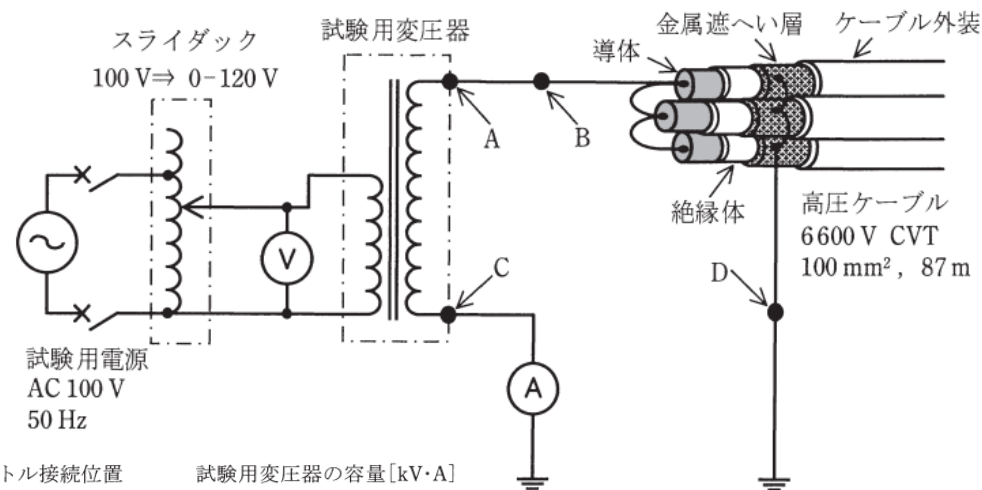 スライダック
100 V⇒ 0-120 V
試験用変圧器
金属遮へい層
ケーブル外装
導体
A
B
絶縁体
高圧ケーブル
6600 V CVT
100 mm², 87 m
V
C
D
試験用電源
AC 100 V
50 Hz
A
トル接続位置
試験用変圧器の容量[kV·A]